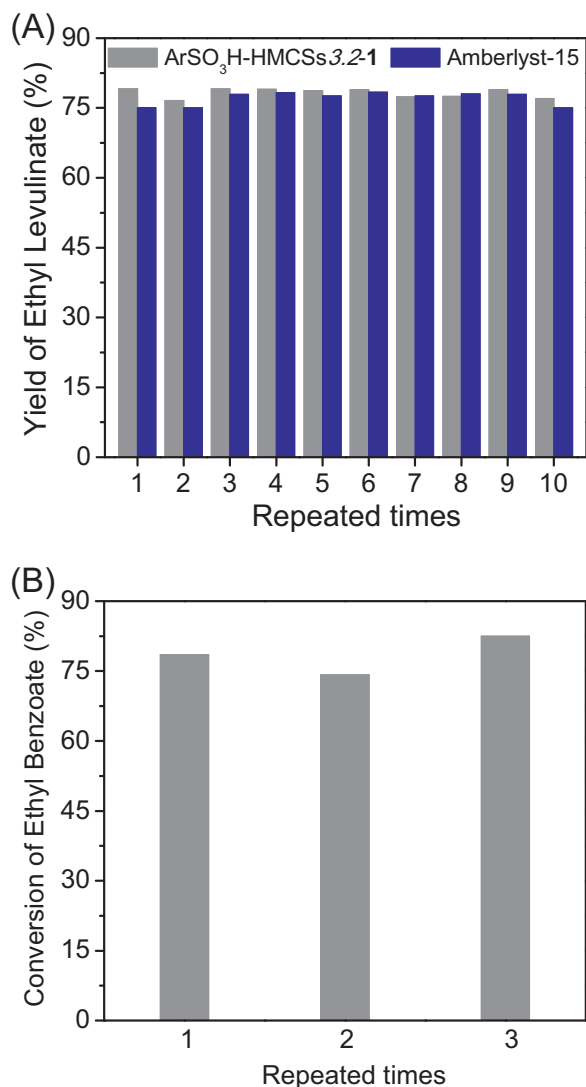 (A)
90
75
60
45
30
15
0
ArSO3H-HMCSs3.2-1 Amberlyst-15
Yield of Ethyl Levulinate (%)
1 2 3 4 5 6 7 8 9 10
Repeated times
(B)
90
75
60
45
30
15
0
Conversion of Ethyl Benzoate (%)
1 2 3
Repeated times